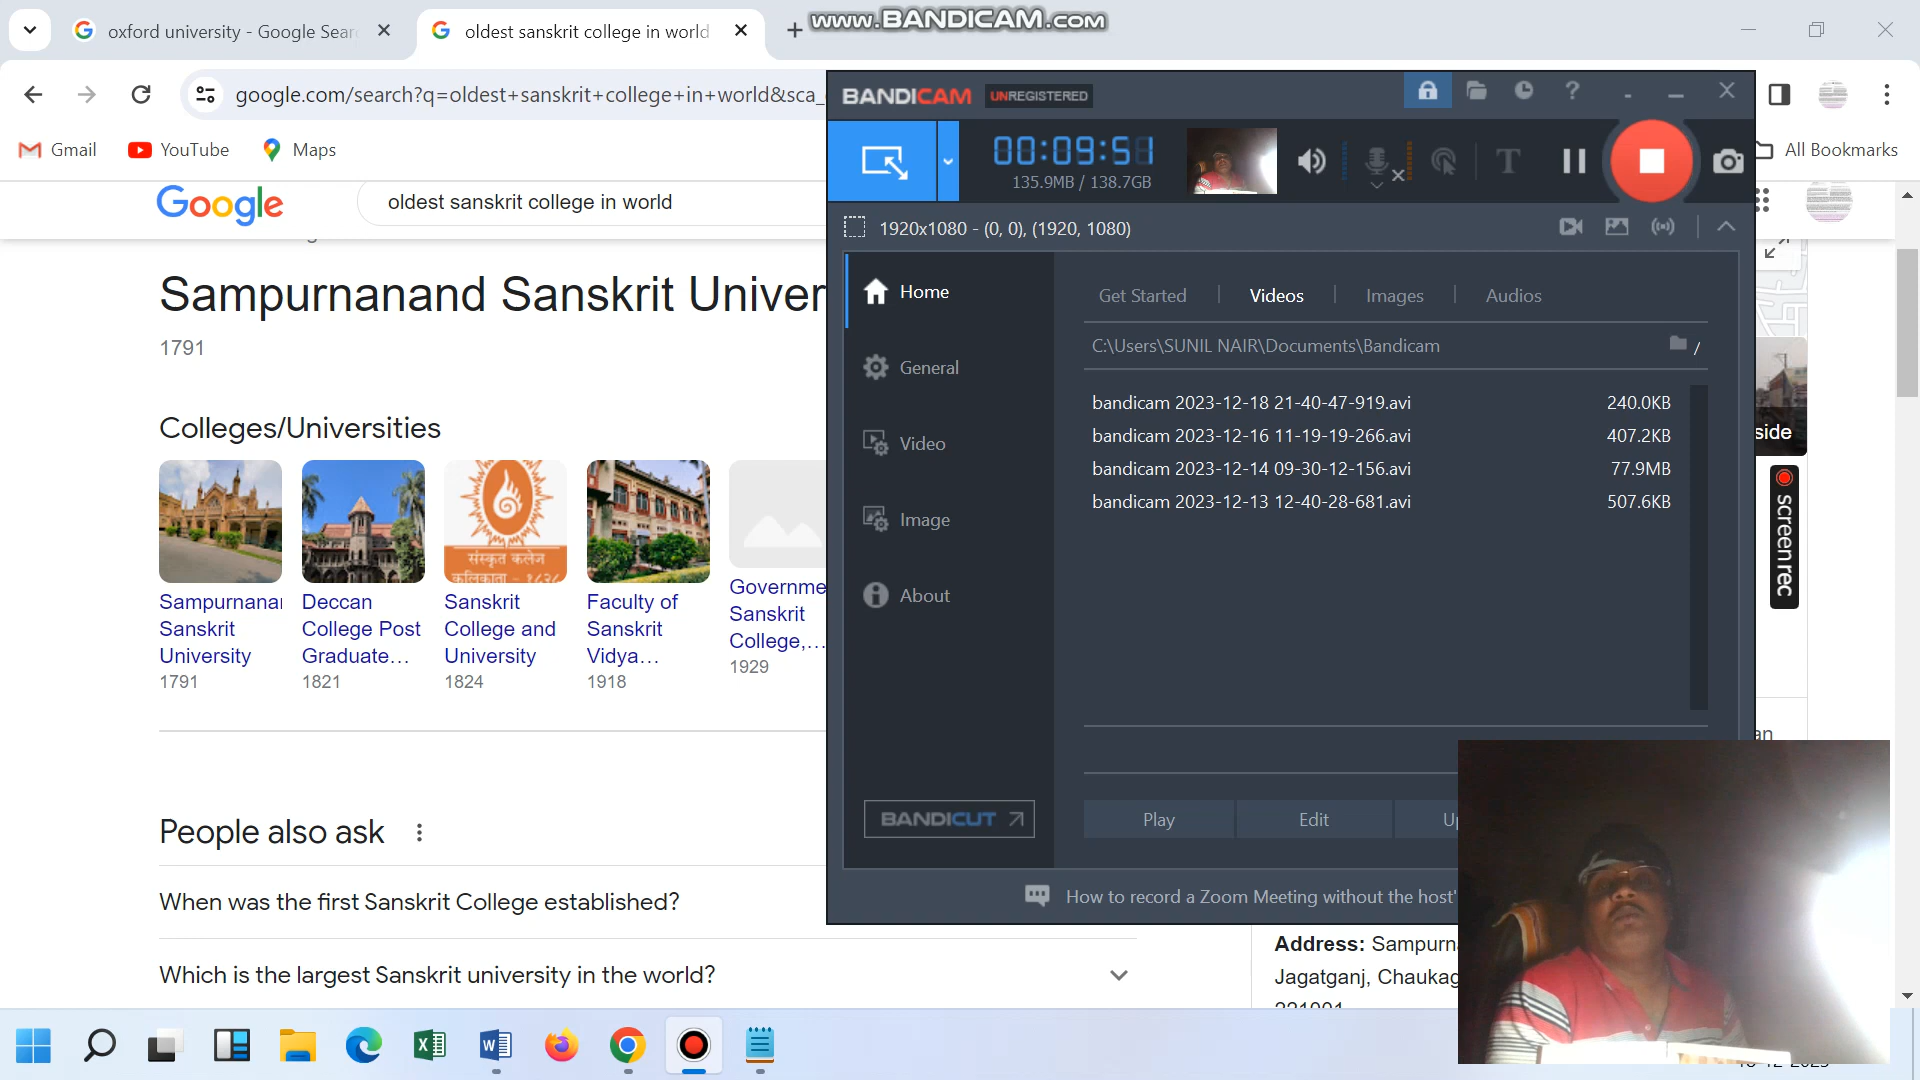 oxford university - Google Sear
oldest sanskrit college in world
www.BANDICAM.com
google.com/search?q=oldest+sanskrit+college+in+world&sca_
Gmail
YouTube
Maps
All Bookmarks
Google
oldest sanskrit college in world
Sampurnanand Sanskrit Univer
1791
Colleges/Universities
Sampurnana
Sanskrit
University
1791
Deccan
College Post
Graduate...
1821
संस्कृत कलेज
कलिकाता - १८२८
Sanskrit
College and
University
1824
Faculty of
Sanskrit
Vidya...
1918
Governme
Sanskrit
College,...
1929
People also ask
When was the first Sanskrit College established?
Which is the largest Sanskrit university in the world?
BANDICAM UNREGISTERED
00:09:51
135.9MB / 138.7GB
1920x1080 - (0, 0), (1920, 1080)
Home
General
Video
Image
About
BANDICUT
Get Started
Videos
Images
Audios
C:\Users\SUNIL NAIR\Documents\Bandicam
bandicam 2023-12-18 21-40-47-919.avi 240.0KB
bandicam 2023-12-16 11-19-19-266.avi 407.2KB
bandicam 2023-12-14 09-30-12-156.avi 77.9MB
bandicam 2023-12-13 12-40-28-681.avi 507.6KB
Play
Edit
Up
How to record a Zoom Meeting without the host'
side
screenrec
an
Address: Sampurn
Jagatganj, Chaukag